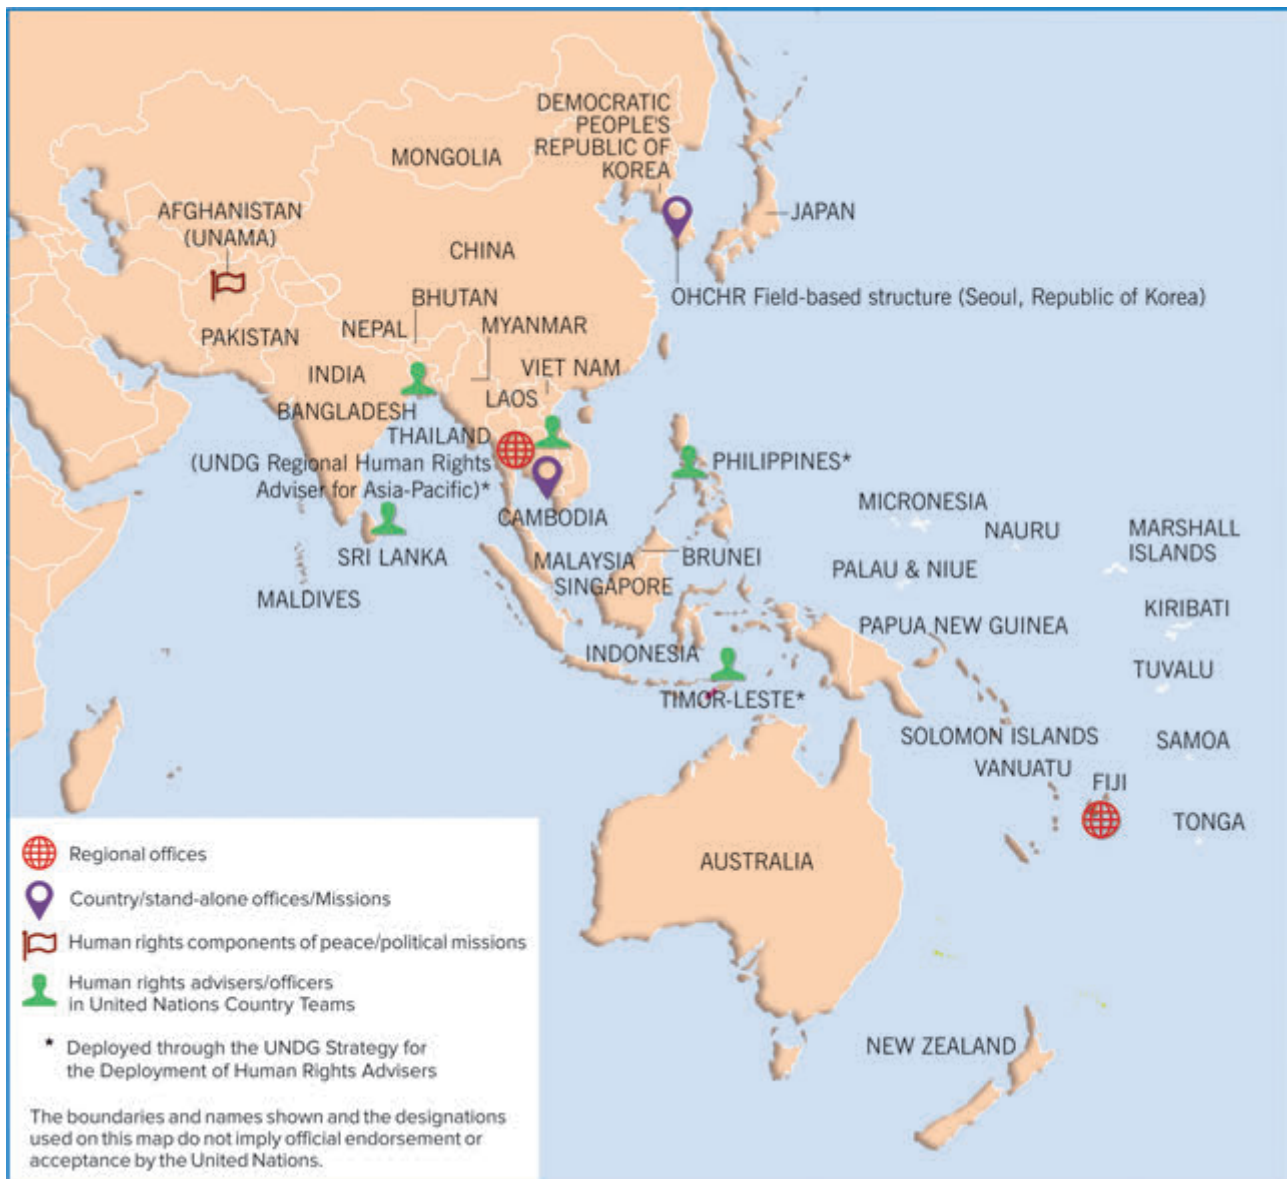 DEMOCRATIC
PEOPLE'S
REPUBLIC OF
KOREA
MONGOLIA
AFGHANISTAN
(UNAMA)
JAPAN
CHINA
OHCHR Field-based structure (Seoul, Republic of Korea)
BHUTAN
NEPAL
MYANMAR
PAKISTAN
VIET NAM
INDIA
LAOS
BANGLADESH
THAILAND
(UNDG Regional Human Rights
Adviser for Asia-Pacific)*
PHILIPPINES*
CAMBODIA
MICRONESIA
NAURU
MARSHALL
ISLANDS
SRI LANKA
MALAYSIA
BRUNEI
SINGAPORE
PALAU & NIUE
MALDIVES
KIRIBATI
PAPUA NEW GUINEA
INDONESIA
TUVALU
TIMOR-LESTE*
SOLOMON ISLANDS
SAMOA
VANUATU
FIJI
TONGA
AUSTRALIA
NEW ZEALAND
Regional offices
Country/stand-alone offices/Missions
Human rights components of peace/political missions
Human rights advisers/officers
in United Nations Country Teams
* Deployed through the UNDG Strategy for
the Deployment of Human Rights Advisers
The boundaries and names shown and the designations
used on this map do not imply official endorsement or
acceptance by the United Nations.